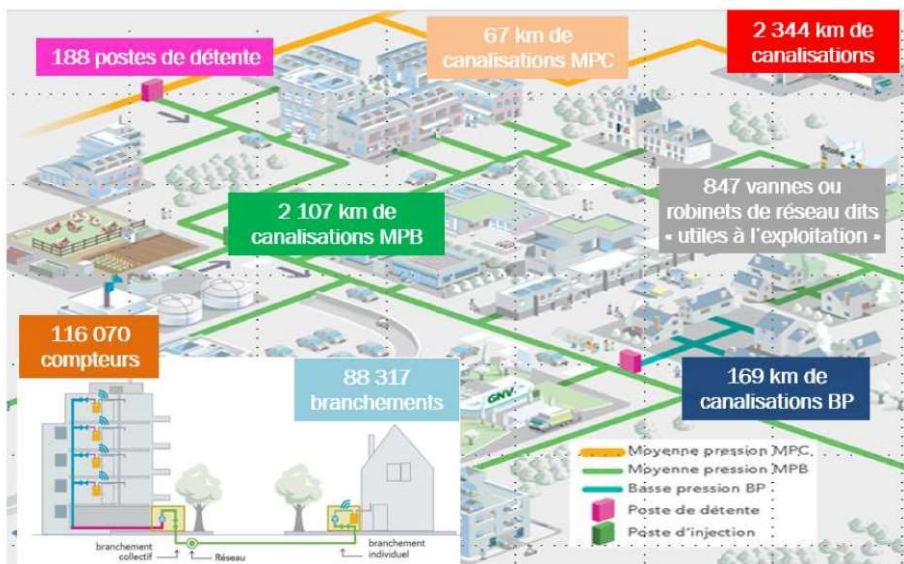 188 postes de détente
67 km de
canalisations MPC
2 344 km de
canalisations
2 107 km de
canalisations MPB
847 vannes ou
robinets de réseau dits
« utiles à l'exploitation »
116 070
compteurs
88 317
branchements
169 km de
canalisations BP
GNV
Moyenne pression MPC
Moyenne pression MPB
Basse pression BP
Poste de détente
Poste d'injection
branchement
collectif
Réseau
branchement
individuel